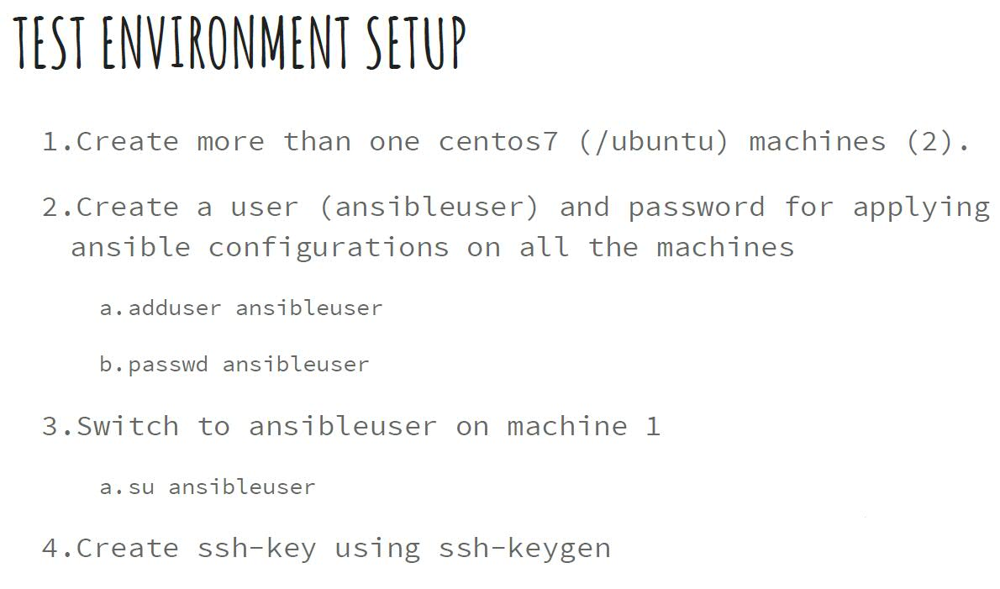 TEST ENVIRONMENT SETUP
1.Create more than one centos7 (/ubuntu) machines (2).
2.Create a user (ansibleuser) and password for applying
ansible configurations on all the machines
a.adduser ansibleuser
b.passwd ansibleuser
3.Switch to ansibleuser on machine 1
a.su ansibleuser
4.Create ssh-key using ssh-keygen